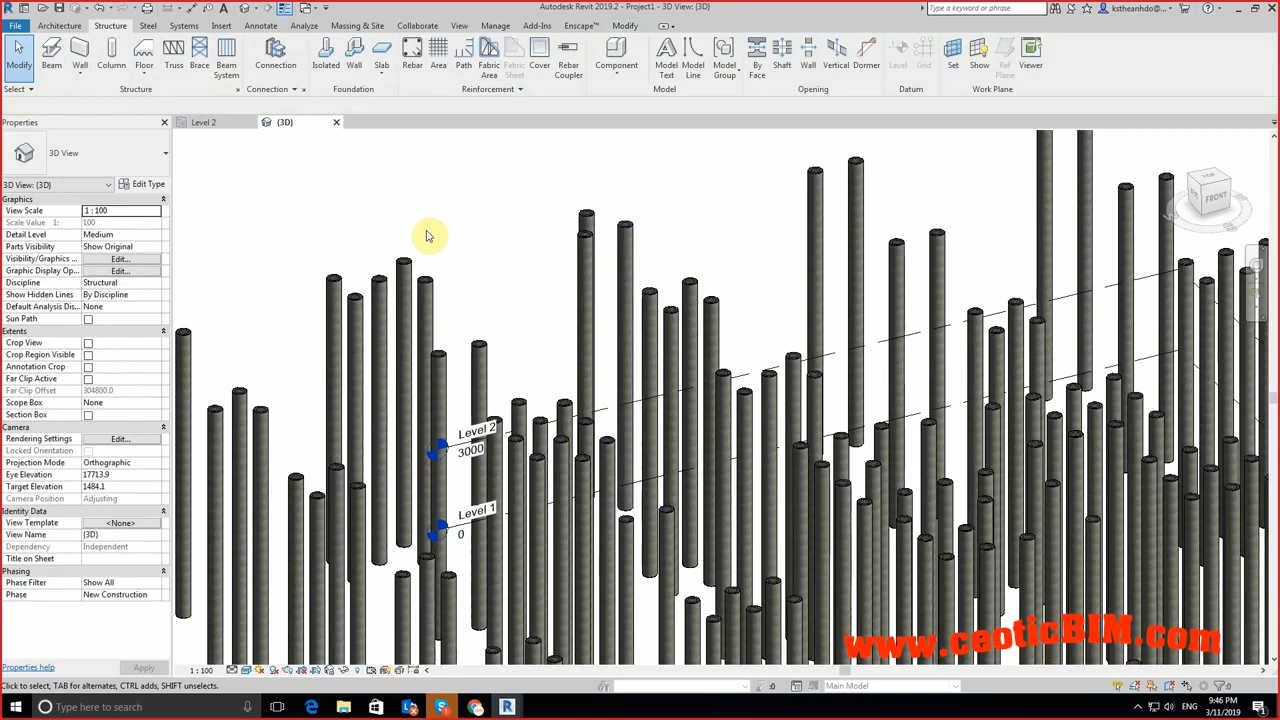 Autodesk Revit 2019.2 - Project1 - 3D View: {3D}
Type a keyword or phrase
kstheanhdo@...
File Architecture Structure Steel Systems Insert Annotate Analyze Massing & Site Collaborate View Manage Add-Ins Enscape™ Modify
Modify Beam Wall Column Floor Truss Brace Beam System Connection Isolated Wall Slab Rebar Area Path Fabric Area Fabric Sheet Cover Rebar Coupler Component Model Text Model Line Model Group By Face Shaft Wall Vertical Dormer Level Grid Set Show Ref Plane Viewer
Select Structure Connection Foundation Reinforcement Model Opening Datum Work Plane
Properties
Level 2
{3D}
3D View
3D View: {3D}
Edit Type
Graphics
View Scale 1 : 100
Scale Value 1: 100
Detail Level Medium
Parts Visibility Show Original
Visibility/Graphics ... Edit...
Graphic Display Op... Edit...
Discipline Structural
Show Hidden Lines By Discipline
Default Analysis Dis... None
Sun Path
Extents
Crop View
Crop Region Visible
Annotation Crop
Far Clip Active
Far Clip Offset 304800.0
Scope Box None
Section Box
Camera
Rendering Settings Edit...
Locked Orientation
Projection Mode Orthographic
Eye Elevation 17713.9
Target Elevation 1484.1
Camera Position Adjusting
Identity Data
View Template <None>
View Name {3D}
Dependency Independent
Title on Sheet
Phasing
Phase Filter Show All
Phase New Construction
Properties help
Apply
TOP
FRONT
W
Level 2
3000
Level 1
0
www.ceoticBIM.com
1 : 100
Click to select, TAB for alternates, CTRL adds, SHIFT unselects.
:0
Main Model
:0
Type here to search
ENG
9:46 PM
3/11/2019